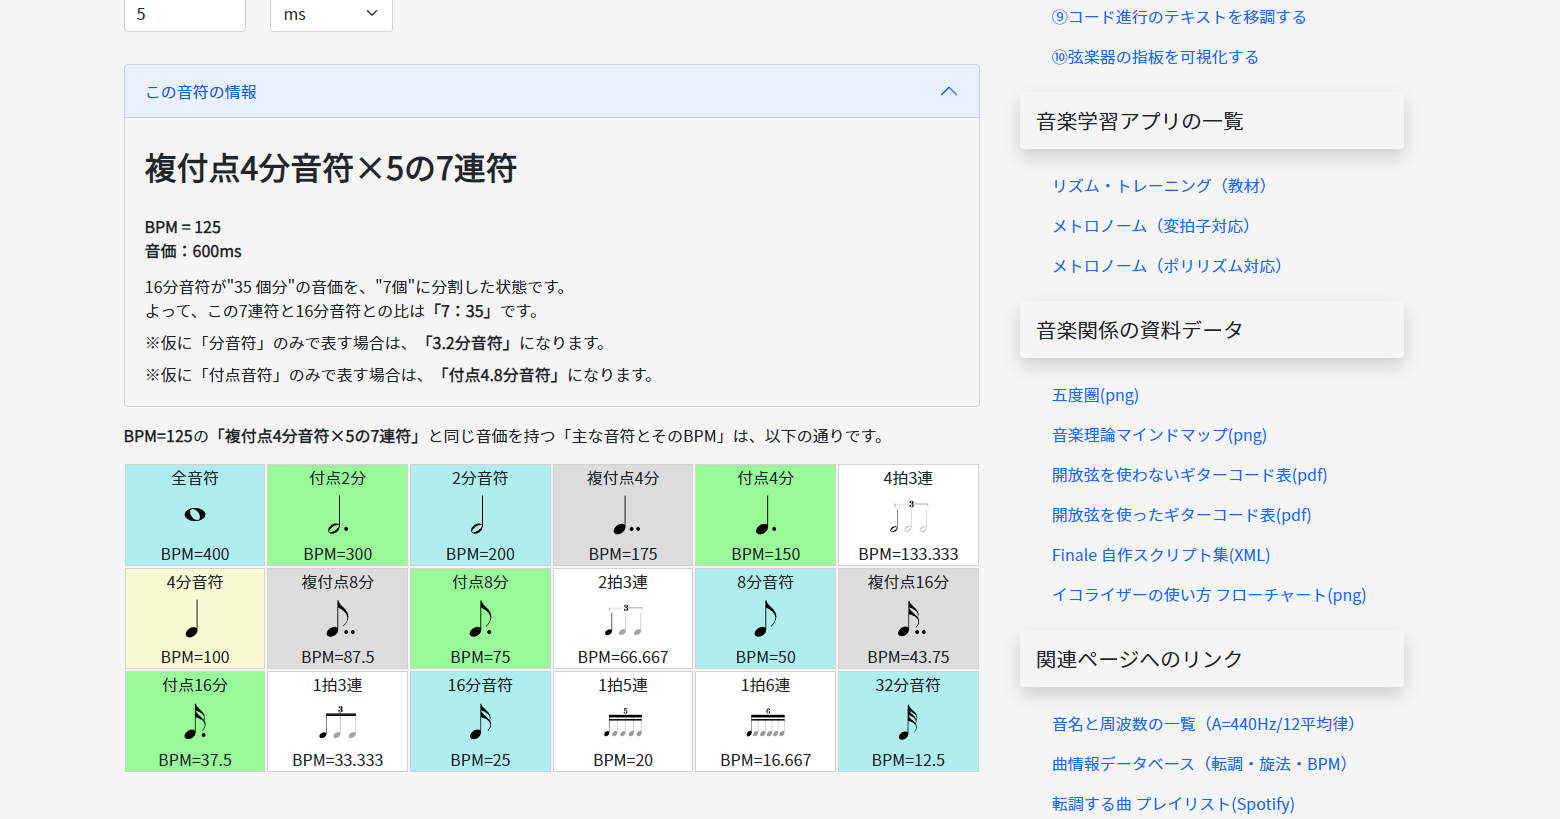 5
ms
この音符の情報
複付点4分音符×5の7連符
BPM = 125
音価：600ms
16分音符が"35 個分"の音価を、"7個"に分割した状態です。
よって、この7連符と16分音符との比は「7：35」です。
※仮に「分音符」のみで表す場合は、「3.2分音符」になります。
※仮に「付点音符」のみで表す場合は、「付点4.8分音符」になります。
BPM=125の「複付点4分音符×5の7連符」と同じ音価を持つ「主な音符とそのBPM」は、以下の通りです。
全音符
BPM=400
付点2分
BPM=300
2分音符
BPM=200
複付点4分
BPM=175
付点4分
BPM=150
4拍3連
3
BPM=133.333
4分音符
BPM=100
複付点8分
BPM=87.5
付点8分
BPM=75
2拍3連
3
BPM=66.667
8分音符
BPM=50
複付点16分
BPM=43.75
付点16分
BPM=37.5
1拍3連
3
BPM=33.333
16分音符
BPM=25
1拍5連
5
BPM=20
1拍6連
6
BPM=16.667
32分音符
BPM=12.5
⑨コード進行のテキストを移調する
⑩弦楽器の指板を可視化する
音楽学習アプリの一覧
リズム・トレーニング（教材）
メトロノーム（変拍子対応）
メトロノーム（ポリリズム対応）
音楽関係の資料データ
五度圏(png)
音楽理論マインドマップ(png)
開放弦を使わないギターコード表(pdf)
開放弦を使ったギターコード表(pdf)
Finale 自作スクリプト集(XML)
イコライザーの使い方 フローチャート(png)
関連ページへのリンク
音名と周波数の一覧（A=440Hz/12平均律）
曲情報データベース（転調・旋法・BPM）
転調する曲 プレイリスト(Spotify)